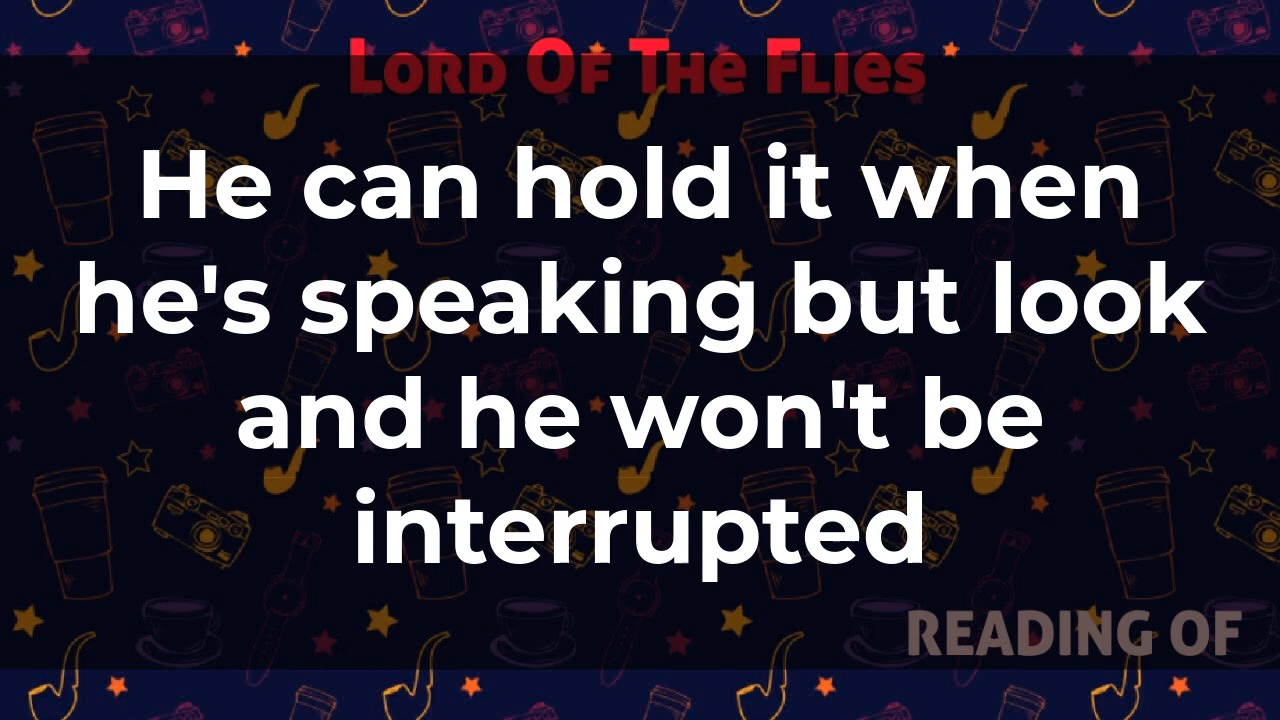 Lord Of The Flies
He can hold it when
he's speaking but look
and he won't be
interrupted
READING OF